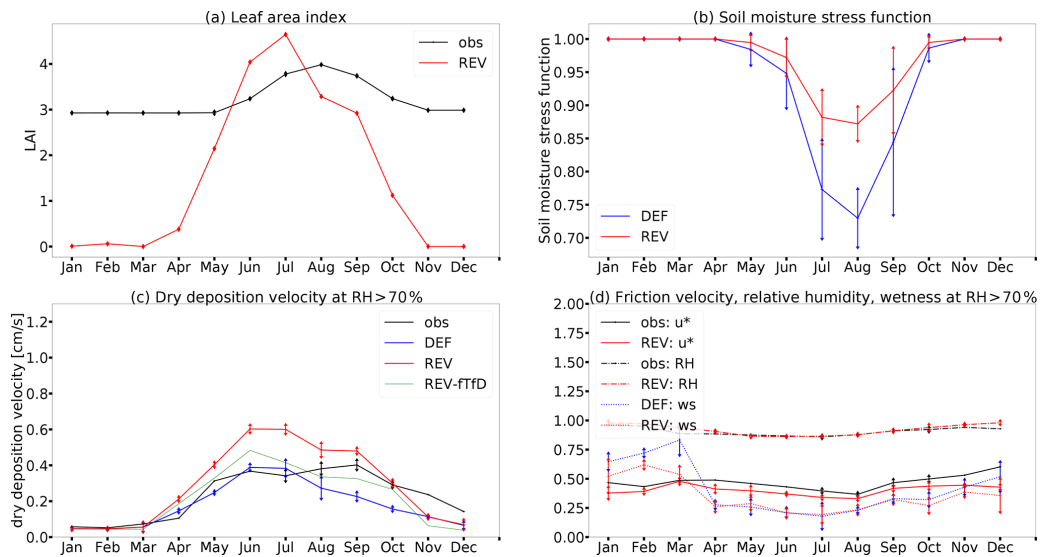 (a) Leaf area index
LAI
4
3
2
1
0
obs
REV
Jan Feb Mar Apr May Jun Jul Aug Sep Oct Nov Dec
(b) Soil moisture stress function
Soil moisture stress function
1.00
0.95
0.90
0.85
0.80
0.75
0.70
DEF
REV
Jan Feb Mar Apr May Jun Jul Aug Sep Oct Nov Dec
(c) Dry deposition velocity at RH>70%
dry deposition velocity [cm/s]
1.2
1.0
0.8
0.6
0.4
0.2
0.0
obs
DEF
REV
REV-fTfD
Jan Feb Mar Apr May Jun Jul Aug Sep Oct Nov Dec
(d) Friction velocity, relative humidity, wetness at RH>70%
2.00
1.75
1.50
1.25
1.00
0.75
0.50
0.25
0.00
obs: u*
REV: u*
obs: RH
REV: RH
DEF: ws
REV: ws
Jan Feb Mar Apr May Jun Jul Aug Sep Oct Nov Dec